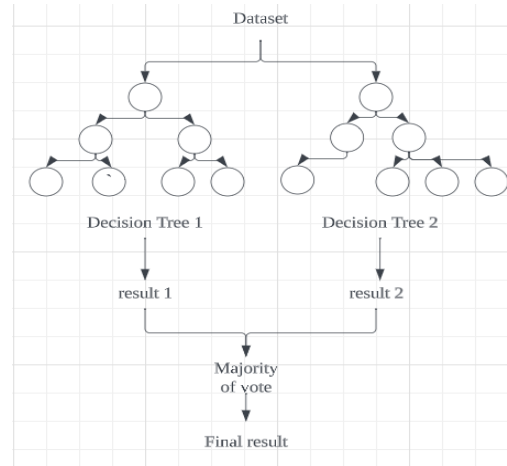 Dataset
Decision Tree 1
Decision Tree 2
result 1
result 2
Majority
of vote
Final result